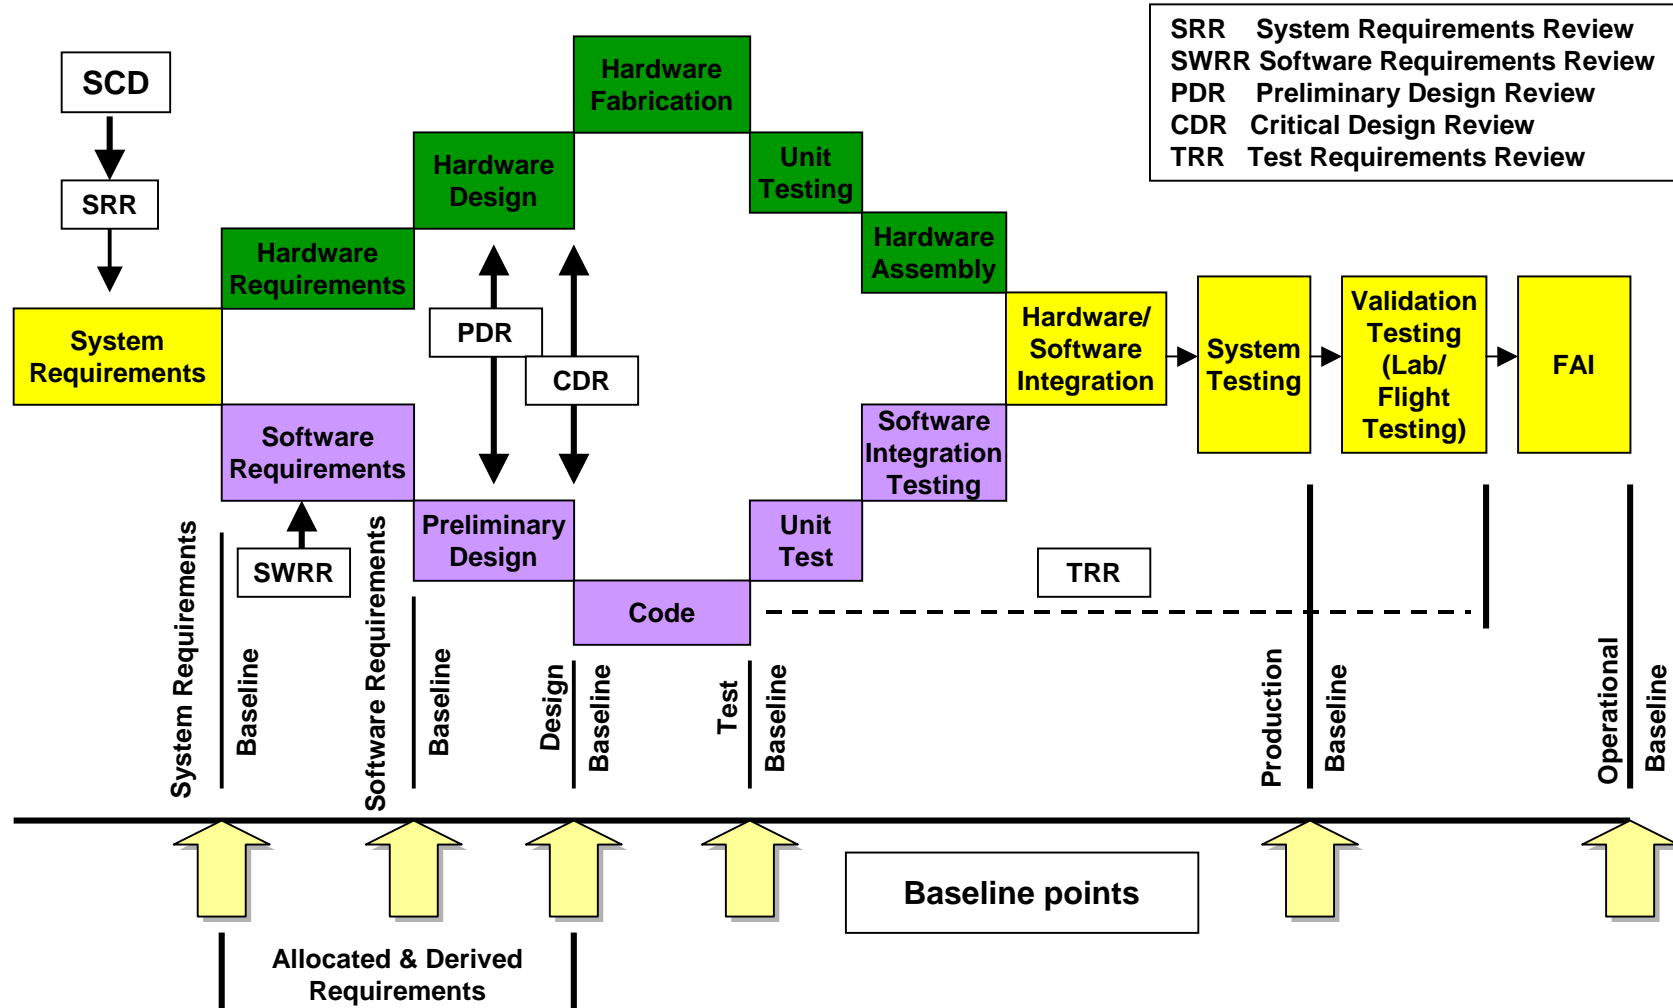 SRR System Requirements Review
SWRR Software Requirements Review
PDR Preliminary Design Review
CDR Critical Design Review
TRR Test Requirements Review
SCD
SRR
System
Requirements
Hardware
Requirements
Hardware
Design
Hardware
Fabrication
Unit
Testing
Hardware
Assembly
Hardware/
Software
Integration
System
Testing
Validation
Testing
(Lab/
Flight
Testing)
FAI
PDR
CDR
Software
Requirements
SWRR
Preliminary
Design
Code
Unit
Test
Software
Integration
Testing
TRR
System Requirements
Baseline
Software Requirements
Baseline
Design
Baseline
Test
Baseline
Production
Baseline
Operational
Baseline
Baseline points
Allocated & Derived
Requirements